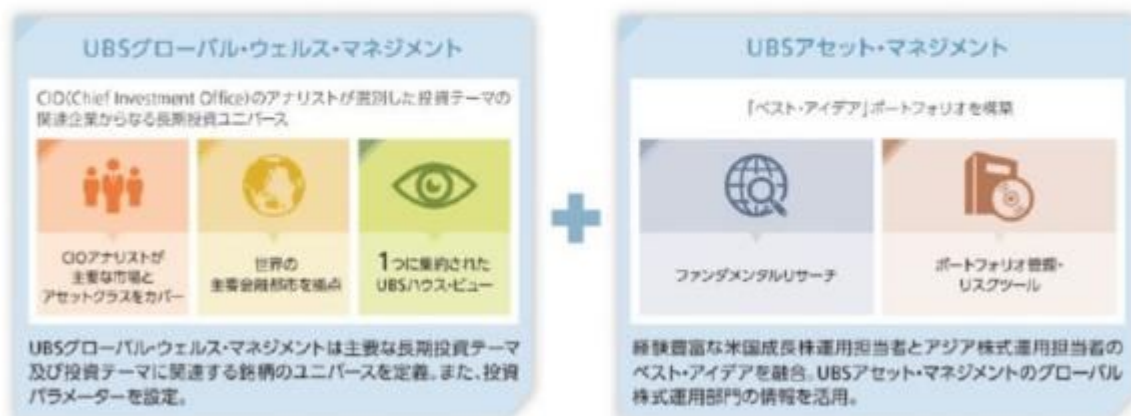 UBSグローバル・ウェルス・マネジメント
CIO(Chief Investment Office)のアナリストが選別した投資テーマの
関連企業からなる長期投資ユニバース
CIOアナリストが
主要な市場と
アセットクラスをカバー
世界の
主要金融都市を拠点
1つに集約された
UBSハウス・ビュー
UBSグローバル・ウェルス・マネジメントは主要な長期投資テーマ
及び投資テーマに関連する銘柄のユニバースを定義。また、投資
パラメーターを設定。
UBSアセット・マネジメント
「ベスト・アイデア」ポートフォリオを構築
ファンダメンタルリサーチ
ポートフォリオ管理・
リスクツール
経験豊富な米国成長株運用担当者とアジア株式運用担当者の
ベスト・アイデアを融合。UBSアセット・マネジメントのグローバル
株式運用部門の情報を活用。